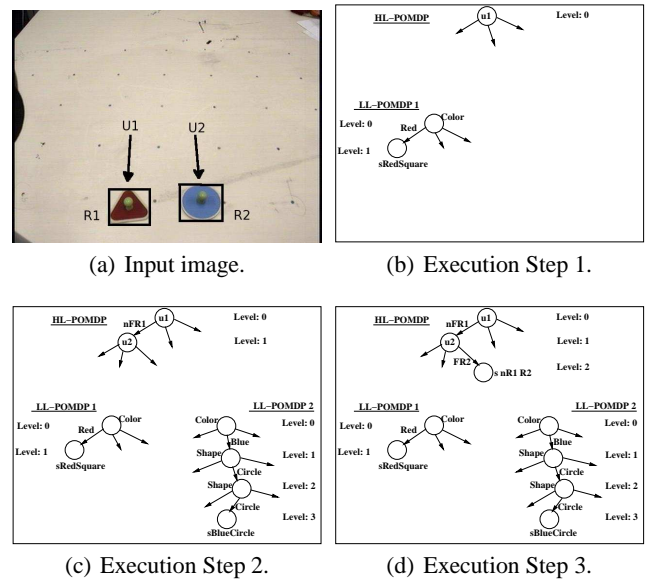 U1 U2
R1 R2
(a) Input image.
HL−POMDP u1 Level: 0
LL−POMDP 1
Level: 0 Color
Red
Level: 1
sRedSquare
(b) Execution Step 1.
HL−POMDP u1 Level: 0
nFR1
u2 Level: 1
LL−POMDP 1
Level: 0 Color
Red
Level: 1
sRedSquare
LL−POMDP 2
Color Level: 0
Blue
Shape Level: 1
Circle
Shape Level: 2
Circle
Level: 3
sBlueCircle
(c) Execution Step 2.
HL−POMDP u1 Level: 0
nFR1
u2 Level: 1
FR2
s nR1 R2 Level: 2
LL−POMDP 1
Level: 0 Color
Red
Level: 1
sRedSquare
LL−POMDP 2
Color Level: 0
Blue
Shape Level: 1
Circle
Shape Level: 2
Circle
Level: 3
sBlueCircle
(d) Execution Step 3.